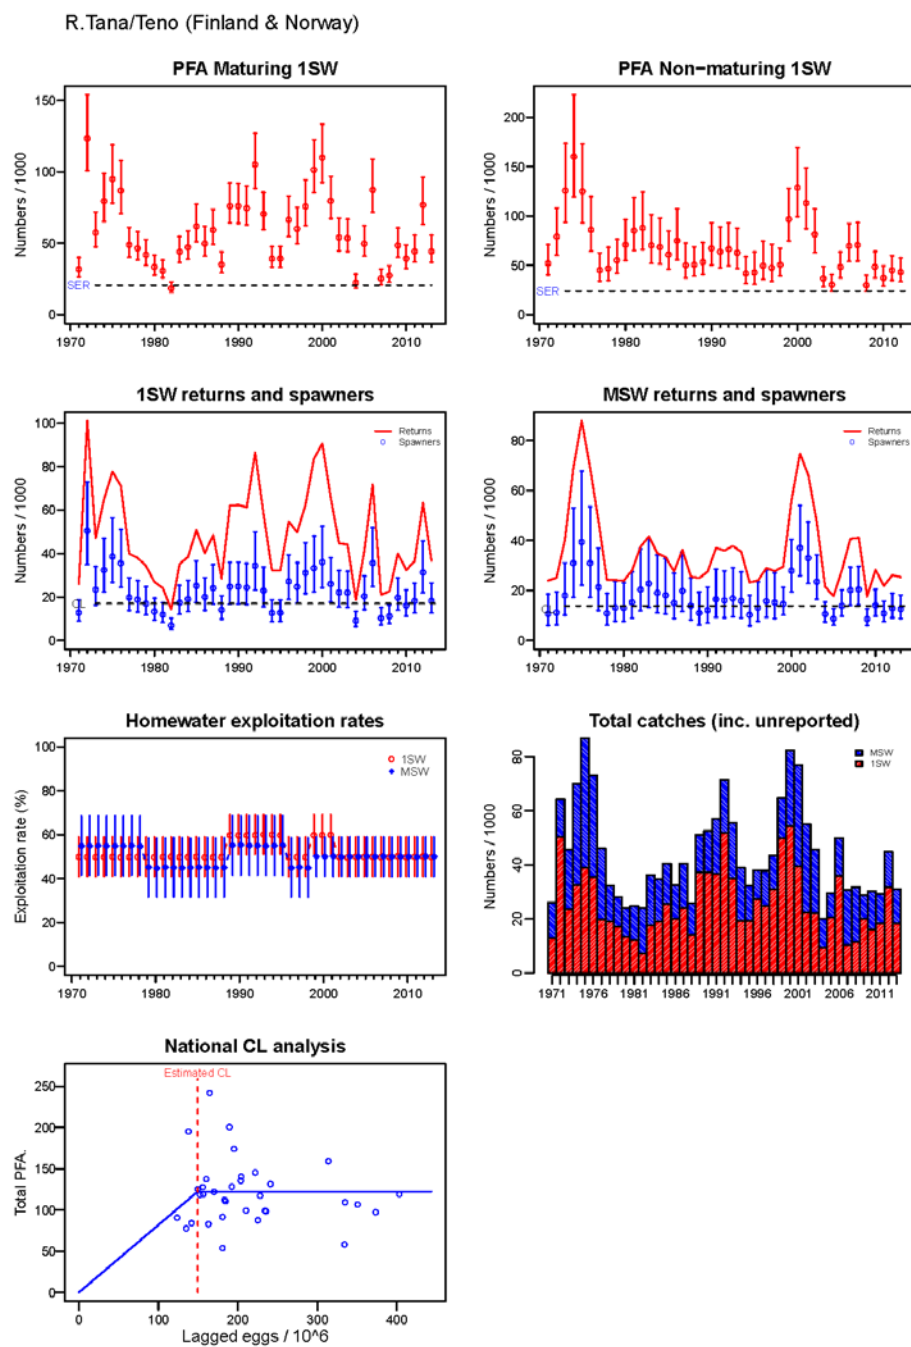 R.Tana/Teno (Finland & Norway)
PFA Maturing 1SW
Numbers / 1000
150
100
50
0
SER
1970 1980 1990 2000 2010
PFA Non-maturing 1SW
Numbers / 1000
200
150
100
50
0
SER
1970 1980 1990 2000 2010
1SW returns and spawners
Numbers / 1000
100
80
60
40
20
0
Returns
Spawners
1970 1980 1990 2000 2010
MSW returns and spawners
Numbers / 1000
80
60
40
20
0
Returns
Spawners
1970 1980 1990 2000 2010
Homewater exploitation rates
Exploitation rate (%)
100
80
60
40
20
0
1SW
MSW
1970 1980 1990 2000 2010
Total catches (inc. unreported)
Numbers / 1000
80
60
40
20
0
MSW
1SW
1971 1976 1981 1986 1991 1996 2001 2006 2011
National CL analysis
Total PFA.
250
200
150
100
50
0
Estimated CL
0 100 200 300 400
Lagged eggs / 10^6